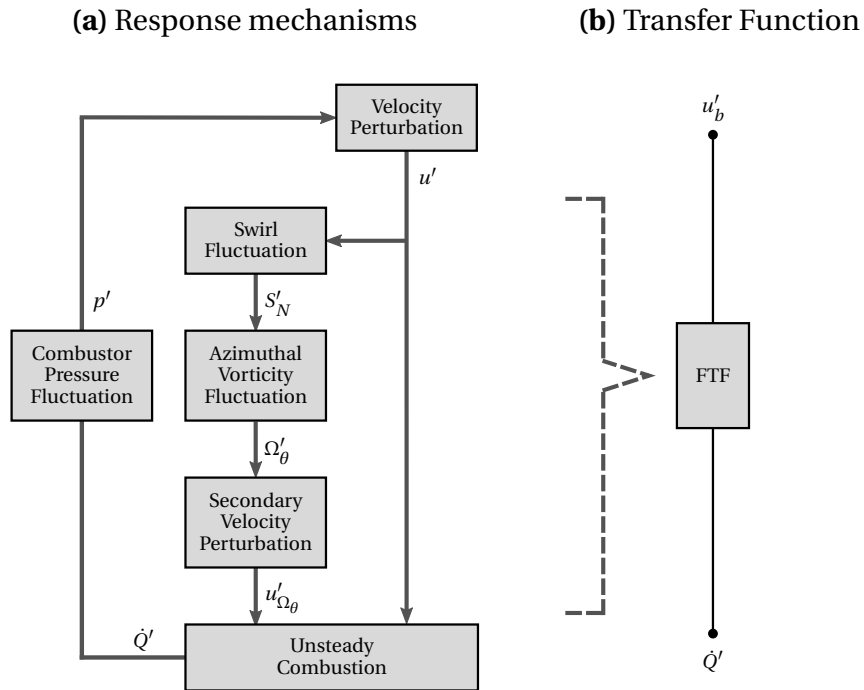 (a) Response mechanisms
(b) Transfer Function
Velocity
Perturbation
u′
Swirl
Fluctuation
S′_N
p′
Combustor
Pressure
Fluctuation
Azimuthal
Vorticity
Fluctuation
Ω′_θ
Secondary
Velocity
Perturbation
u′_Ω_θ
Q̇′
Unsteady
Combustion
u′_b
FTF
Q̇′